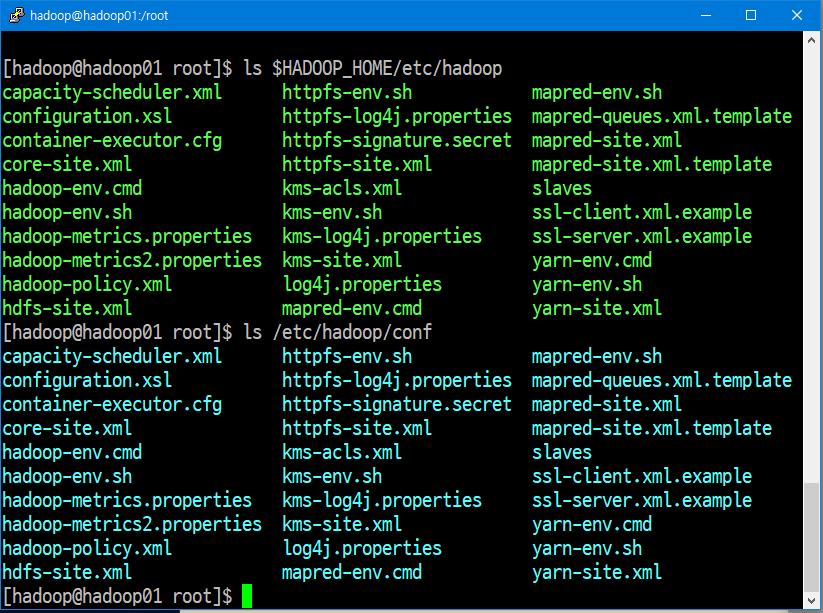 hadoop@hadoop01:/root
[hadoop@hadoop01 root]$ ls $HADOOP_HOME/etc/hadoop
capacity-scheduler.xml httpfs-env.sh mapred-env.sh
configuration.xsl httpfs-log4j.properties mapred-queues.xml.template
container-executor.cfg httpfs-signature.secret mapred-site.xml
core-site.xml httpfs-site.xml mapred-site.xml.template
hadoop-env.cmd kms-acls.xml slaves
hadoop-env.sh kms-env.sh ssl-client.xml.example
hadoop-metrics.properties kms-log4j.properties ssl-server.xml.example
hadoop-metrics2.properties kms-site.xml yarn-env.cmd
hadoop-policy.xml log4j.properties yarn-env.sh
hdfs-site.xml mapred-env.cmd yarn-site.xml
[hadoop@hadoop01 root]$ ls /etc/hadoop/conf
capacity-scheduler.xml httpfs-env.sh mapred-env.sh
configuration.xsl httpfs-log4j.properties mapred-queues.xml.template
container-executor.cfg httpfs-signature.secret mapred-site.xml
core-site.xml httpfs-site.xml mapred-site.xml.template
hadoop-env.cmd kms-acls.xml slaves
hadoop-env.sh kms-env.sh ssl-client.xml.example
hadoop-metrics.properties kms-log4j.properties ssl-server.xml.example
hadoop-metrics2.properties kms-site.xml yarn-env.cmd
hadoop-policy.xml log4j.properties yarn-env.sh
hdfs-site.xml mapred-env.cmd yarn-site.xml
[hadoop@hadoop01 root]$